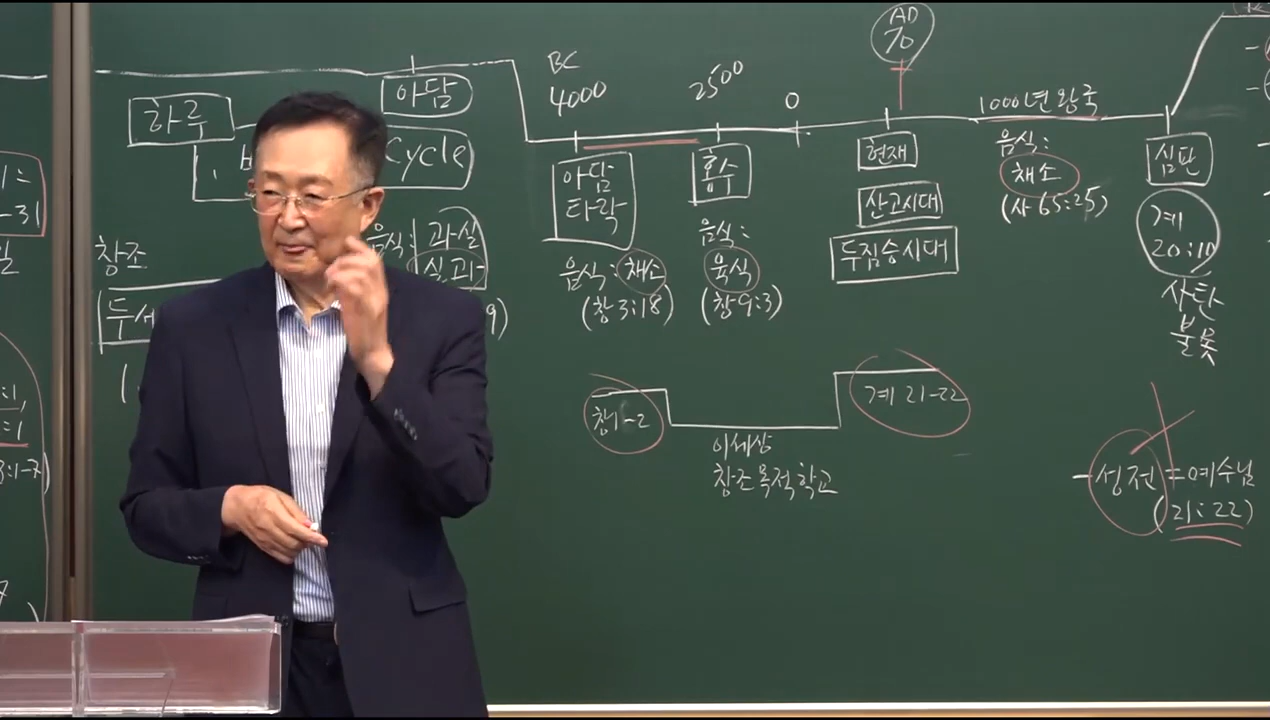 하루
아담
Cycle
음식: 과실
실과
창조
BC
4000
2500
0
AD
70
1000년 왕국
아담
타락
음식: 채소
(창 3:18)
홍수
음식:
육식
(창 9:3)
현재
산고시대
두짐승시대
음식:
채소
(사 65:25)
심판
계
20:10
사탄
불못
창1-2
이세상
창조목적학교
계 21-22
-성전=예수님
(21:22)
-31